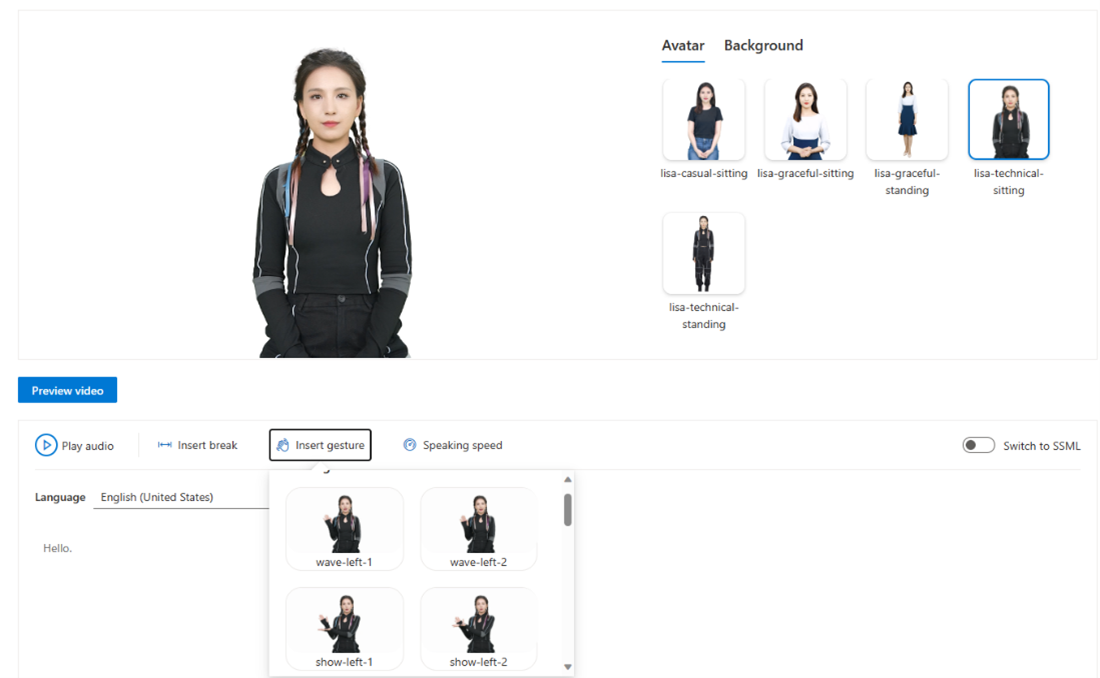 Avatar Background
lisa-casual-sitting
lisa-graceful-sitting
lisa-graceful-
standing
lisa-technical-
sitting
lisa-technical-
standing
Preview video
Play audio
Insert break
Insert gesture
Speaking speed
Switch to SSML
Language English (United States)
Hello.
wave-left-1
wave-left-2
show-left-1
show-left-2